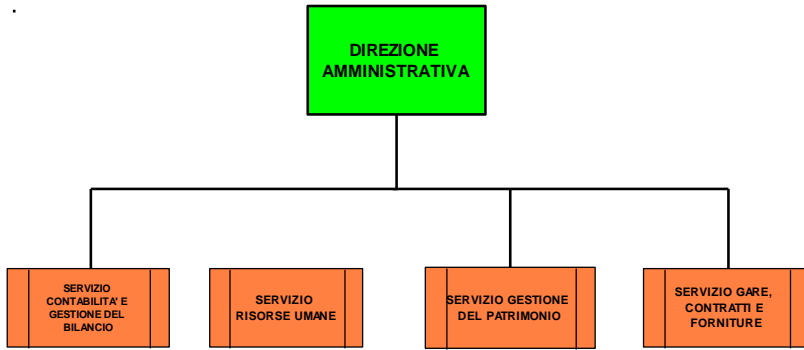 .
DIREZIONE
AMMINISTRATIVA
SERVIZIO
CONTABILITA' E
GESTIONE DEL
BILANCIO
SERVIZIO
RISORSE UMANE
SERVIZIO GESTIONE
DEL PATRIMONIO
SERVIZIO GARE,
CONTRATTI E
FORNITURE